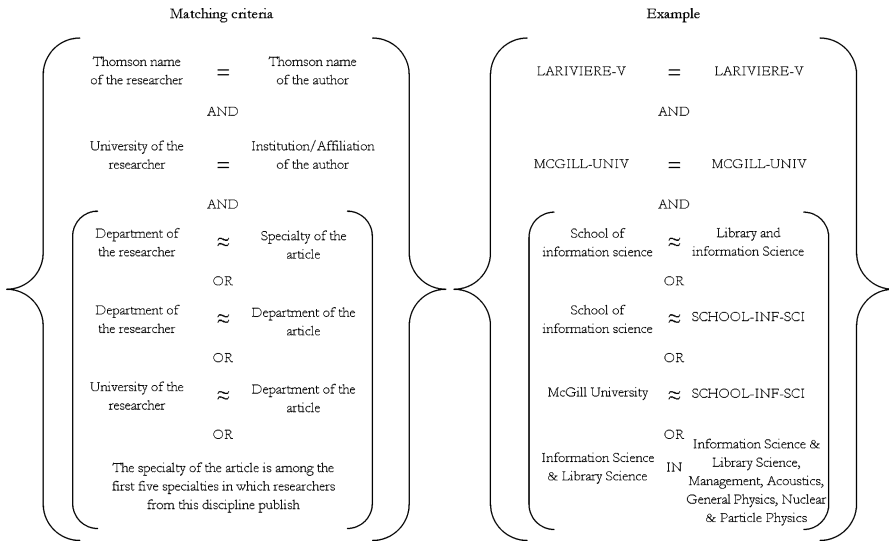 Matching criteria
Thomson name
of the researcher
=
Thomson name
of the author
AND
University of the
researcher
=
Institution/Affiliation
of the author
AND
Department of
the researcher
≈
Specialty of the
article
OR
Department of
the researcher
≈
Department of the
article
OR
University of the
researcher
≈
Department of the
article
OR
The specialty of the article is among the
first five specialties in which researchers
from this discipline publish
Example
LARIVIERE-V
=
LARIVIERE-V
AND
MCGILL-UNIV
=
MCGILL-UNIV
AND
School of
information science
≈
Library and
information Science
OR
School of
information science
≈
SCHOOL-INF-SCI
OR
McGill University
≈
SCHOOL-INF-SCI
OR
Information Science
& Library Science
IN
Information Science &
Library Science,
Management, Acoustics,
General Physics, Nuclear
& Particle Physics